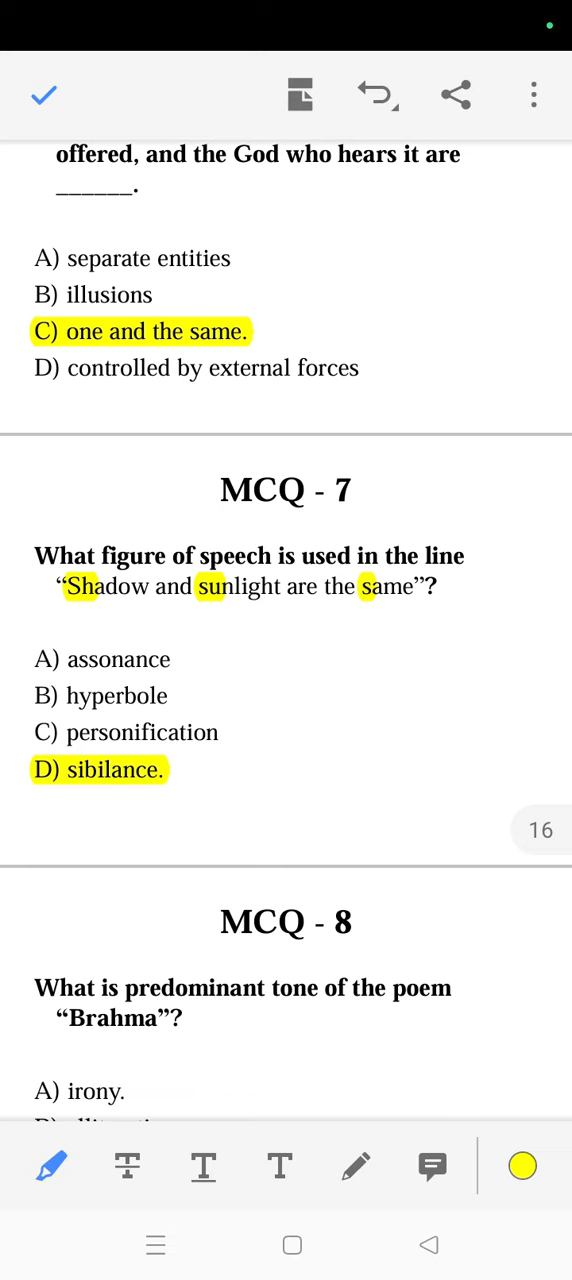 offered, and the God who hears it are
______.
A) separate entities
B) illusions
C) one and the same.
D) controlled by external forces
MCQ - 7
What figure of speech is used in the line
“Shadow and sunlight are the same”?
A) assonance
B) hyperbole
C) personification
D) sibilance.
16
MCQ - 8
What is predominant tone of the poem
“Brahma”?
A) irony.